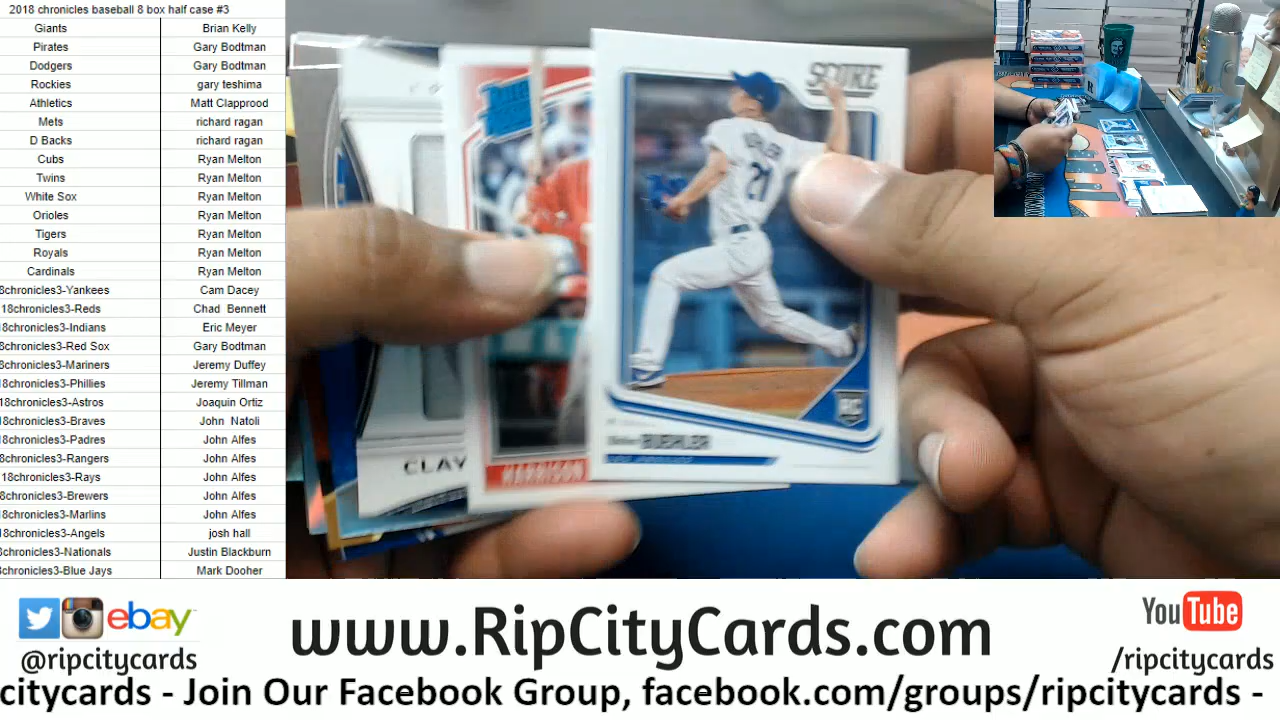 2018 chronicles baseball 8 box half case #3
Giants Brian Kelly
Pirates Gary Bodtman
Dodgers Gary Bodtman
Rockies gary teshima
Athletics Matt Clapprood
Mets richard ragan
D Backs richard ragan
Cubs Ryan Melton
Twins Ryan Melton
White Sox Ryan Melton
Orioles Ryan Melton
Tigers Ryan Melton
Royals Ryan Melton
Cardinals Ryan Melton
8chronicles3-Yankees Cam Dacey
18chronicles3-Reds Chad Bennett
18chronicles3-Indians Eric Meyer
8chronicles3-Red Sox Gary Bodtman
8chronicles3-Mariners Jeremy Duffey
18chronicles3-Phillies Jeremy Tillman
18chronicles3-Astros Joaquin Ortiz
8chronicles3-Braves John Natoli
8chronicles3-Padres John Alfes
8chronicles3-Rangers John Alfes
18chronicles3-Rays John Alfes
8chronicles3-Brewers John Alfes
8chronicles3-Marlins John Alfes
8chronicles3-Angels josh hall
chronicles3-Nationals Justin Blackburn
chronicles3-Blue Jays Mark Dooher
SCORE
21
RC
BUEHLER
HARRISON
CLAY
ebay
@ripcitycards
www.RipCityCards.com
YouTube
/ripcitycards
citycards - Join Our Facebook Group, facebook.com/groups/ripcitycards -